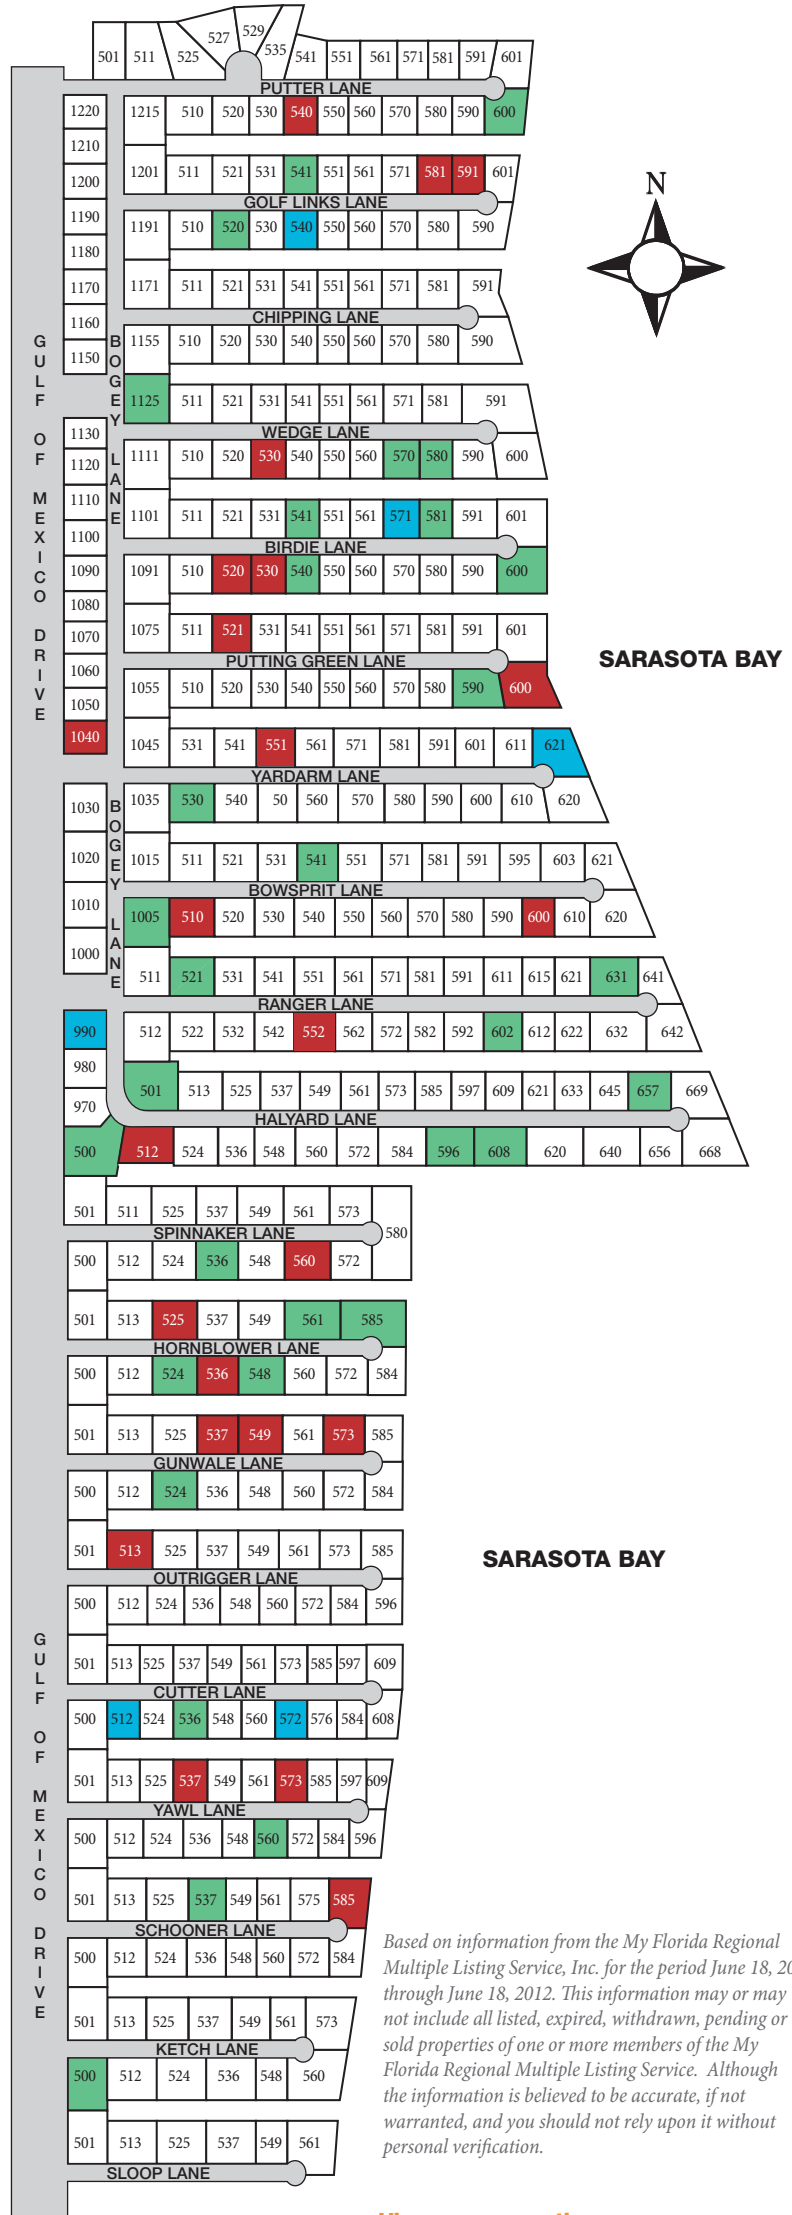 501 511 525 527 529 535 541 551 561 571 581 591 601
PUTTER LANE
1220 1215 510 520 530 540 550 560 570 580 590 600
1210
1200 1201 511 521 531 541 551 561 571 581 591 601
GOLF LINKS LANE
1190 1191 510 520 530 540 550 560 570 580 590
1180
1170 1171 511 521 531 541 551 561 571 581 591
CHIPPING LANE
1160
1150 1155 510 520 530 540 550 560 570 580 590
1125 511 521 531 541 551 561 571 581 591
WEDGE LANE
1130
1120 1111 510 520 530 540 550 560 570 580 590 600
1110 1101 511 521 531 541 551 561 571 581 591 601
1100
BIRDIE LANE
1090 1091 510 520 530 540 550 560 570 580 590 600
1080
1070 1075 511 521 531 541 551 561 571 581 591 601
PUTTING GREEN LANE
1060
1050 1055 510 520 530 540 550 560 570 580 590 600
1040 1045 531 541 551 561 571 581 591 601 611 621
YARDARM LANE
1030 1035 530 540 50 560 570 580 590 600 610 620
1020 1015 511 521 531 541 551 571 581 591 595 603 621
BOWSPRIT LANE
1010 1005 510 520 530 540 550 560 570 580 590 600 610 620
1000 511 521 531 541 551 561 571 581 591 611 615 621 631 641
RANGER LANE
990 512 522 532 542 552 562 572 582 592 602 612 622 632 642
980
970 501 513 525 537 549 561 573 585 597 609 621 633 645 657 669
HALYARD LANE
500 512 524 536 548 560 572 584 596 608 620 640 656 668
GULF OF MEXICO DRIVE
BOGEY LANE
BOGEY LANE
N
SARASOTA BAY
501 511 525 537 549 561 573 580
SPINNAKER LANE
500 512 524 536 548 560 572
501 513 525 537 549 561 585
HORNBLOWER LANE
500 512 524 536 548 560 572 584
501 513 525 537 549 561 573 585
GUNWALE LANE
500 512 524 536 548 560 572 584
501 513 525 537 549 561 573 585
OUTRIGGER LANE
500 512 524 536 548 560 572 584 596
501 513 525 537 549 561 573 585 597 609
CUTTER LANE
500 512 524 536 548 560 572 576 584 608
501 513 525 537 549 561 573 585 597 609
YAWL LANE
500 512 524 536 548 560 572 584 596
501 513 525 537 549 561 575 585
SCHOONER LANE
500 512 524 536 548 560 572 584
501 513 525 537 549 561 573
KETCH LANE
500 512 524 536 548 560
501 513 525 537 549 561
SLOOP LANE
GULF OF MEXICO DRIVE
SARASOTA BAY
Based on information from the My Florida Regional
Multiple Listing Service, Inc. for the period June 18, 20
through June 18, 2012. This information may or may
not include all listed, expired, withdrawn, pending or
sold properties of one or more members of the My
Florida Regional Multiple Listing Service. Although
the information is believed to be accurate, if not
warranted, and you should not rely upon it without
personal verification.